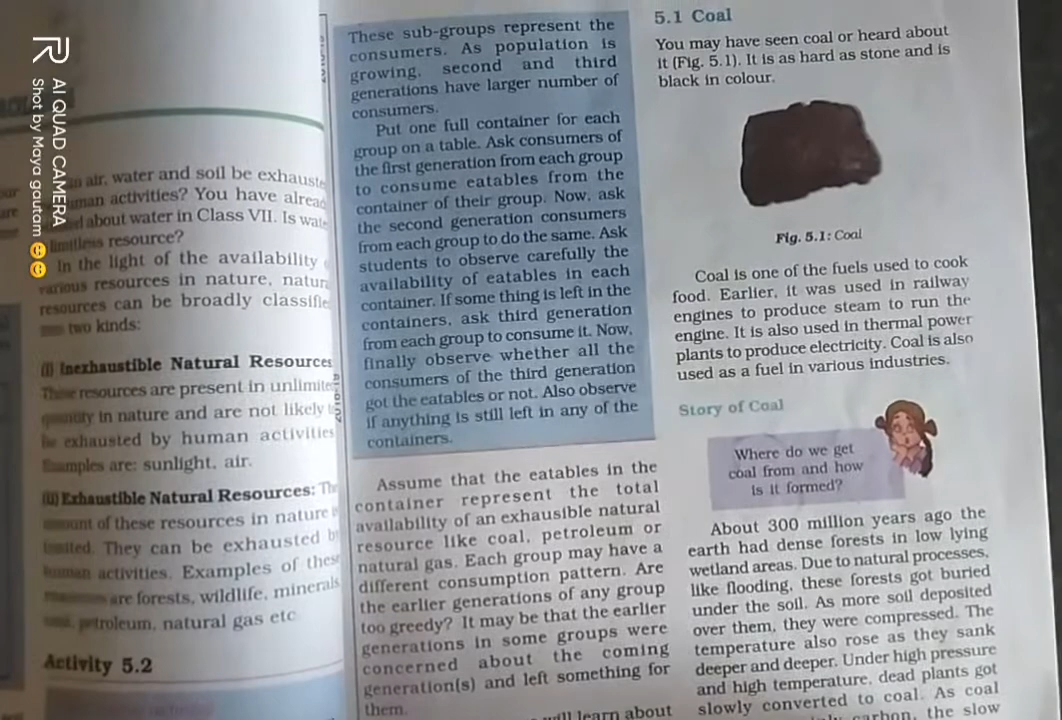 AI QUAD CAMERA
Shot by Maya gautam
air, water and soil be
activities? You have
about water in Class VII. Is
resource?
In the light of the availability
various resources in nature,
resources can be broadly
two kinds:
(i) Inexhaustible Natural Resources
These resources are present in
quantity in nature and are not likely
be exhausted by human activities
Examples are: sunlight, air.
(ii) Exhaustible Natural Resources:
amount of these resources in nature
limited. They can be exhausted
human activities. Examples of
are forests, wildlife,
petroleum, natural gas etc
Activity 5.2
These sub-groups represent the
consumers. As population is
growing, second and third
generations have larger number of
consumers.
Put one full container for each
group on a table. Ask consumers of
the first generation from each group
to consume eatables from the
container of their group. Now, ask
the second generation consumers
from each group to do the same. Ask
students to observe carefully the
availability of eatables in each
container. If some thing is left in the
containers, ask third generation
from each group to consume it. Now,
finally observe whether all the
consumers of the third generation
got the eatables or not. Also observe
if anything is still left in any of the
containers.
Assume that the eatables in the
container represent the total
availability of an exhausible natural
resource like coal, petroleum or
natural gas. Each group may have a
different consumption pattern. Are
the earlier generations of any group
too greedy? It may be that the earlier
generations in some groups were
concerned about the coming
generation(s) and left something for
them.
will learn about
5.1 Coal
You may have seen coal or heard about
it (Fig. 5.1). It is as hard as stone and is
black in colour.
Fig. 5.1: Coal
Coal is one of the fuels used to cook
food. Earlier, it was used in railway
engines to produce steam to run the
engine. It is also used in thermal power
plants to produce electricity. Coal is also
used as a fuel in various industries.
Story of Coal
Where do we get
coal from and how
is it formed?
About 300 million years ago the
earth had dense forests in low lying
wetland areas. Due to natural processes,
like flooding, these forests got buried
under the soil. As more soil deposited
over them, they were compressed. The
temperature also rose as they sank
deeper and deeper. Under high pressure
and high temperature, dead plants got
slowly converted to coal. As coal
carbon, the slow